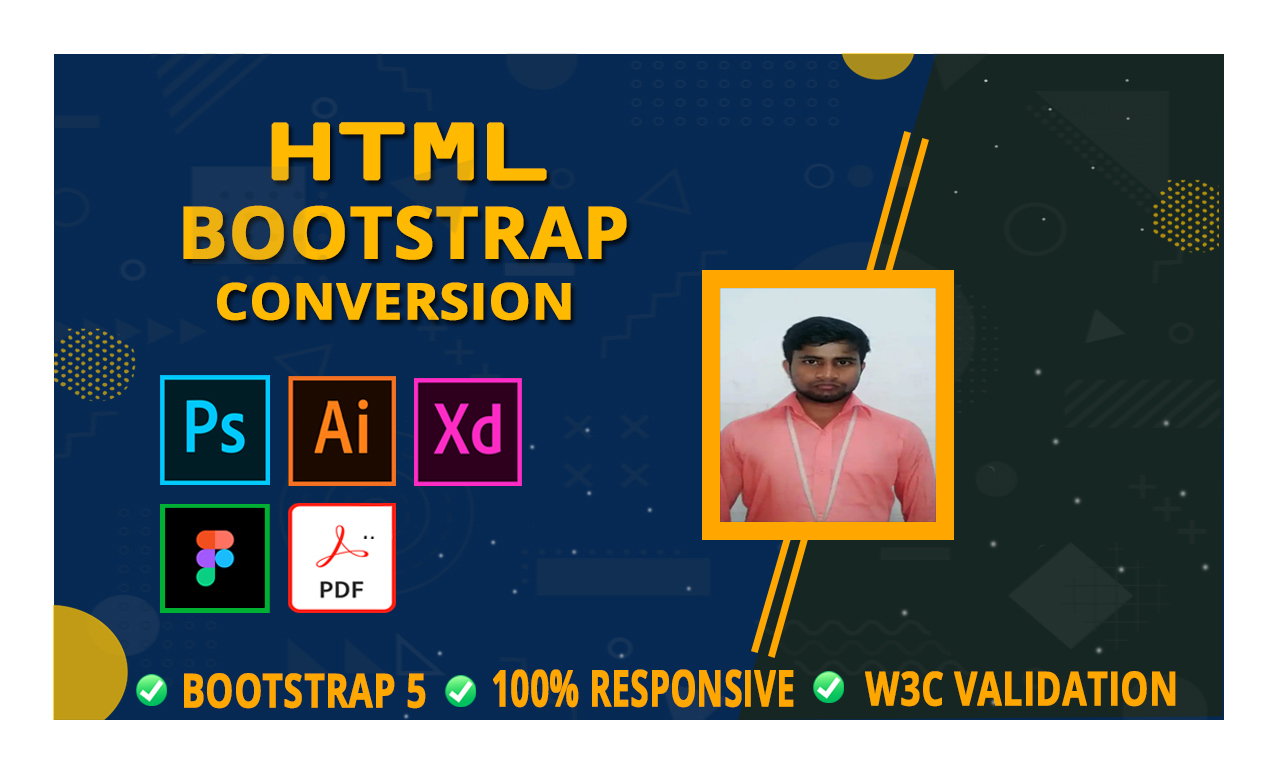 HTML
BOOTSTRAP
CONVERSION
Ps Ai Xd
PDF
BOOTSTRAP 5 100% RESPONSIVE W3C VALIDATION